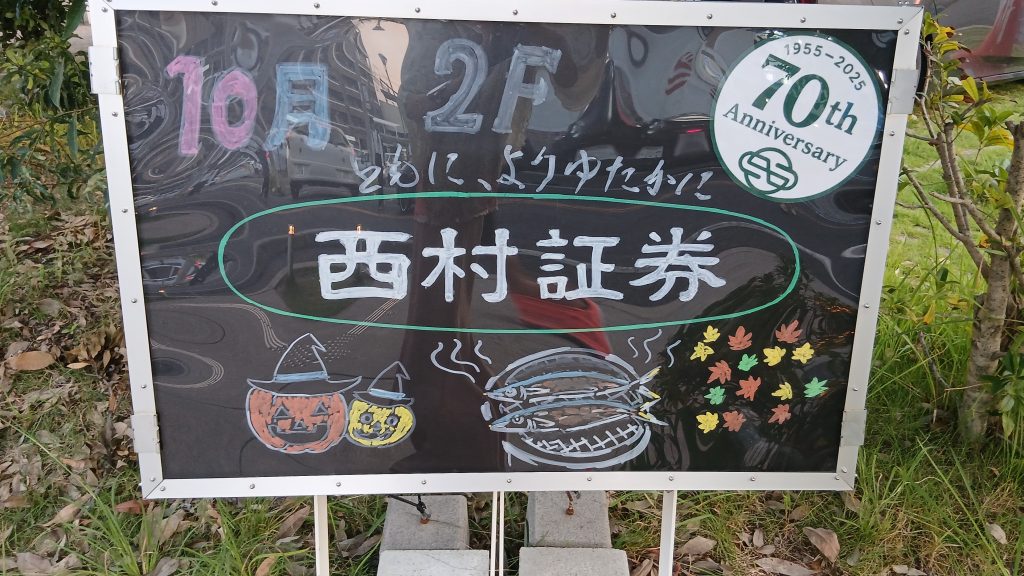 10月 2F
1955-2025
70th
Anniversary
ともに、よりゆたかに
西村証券